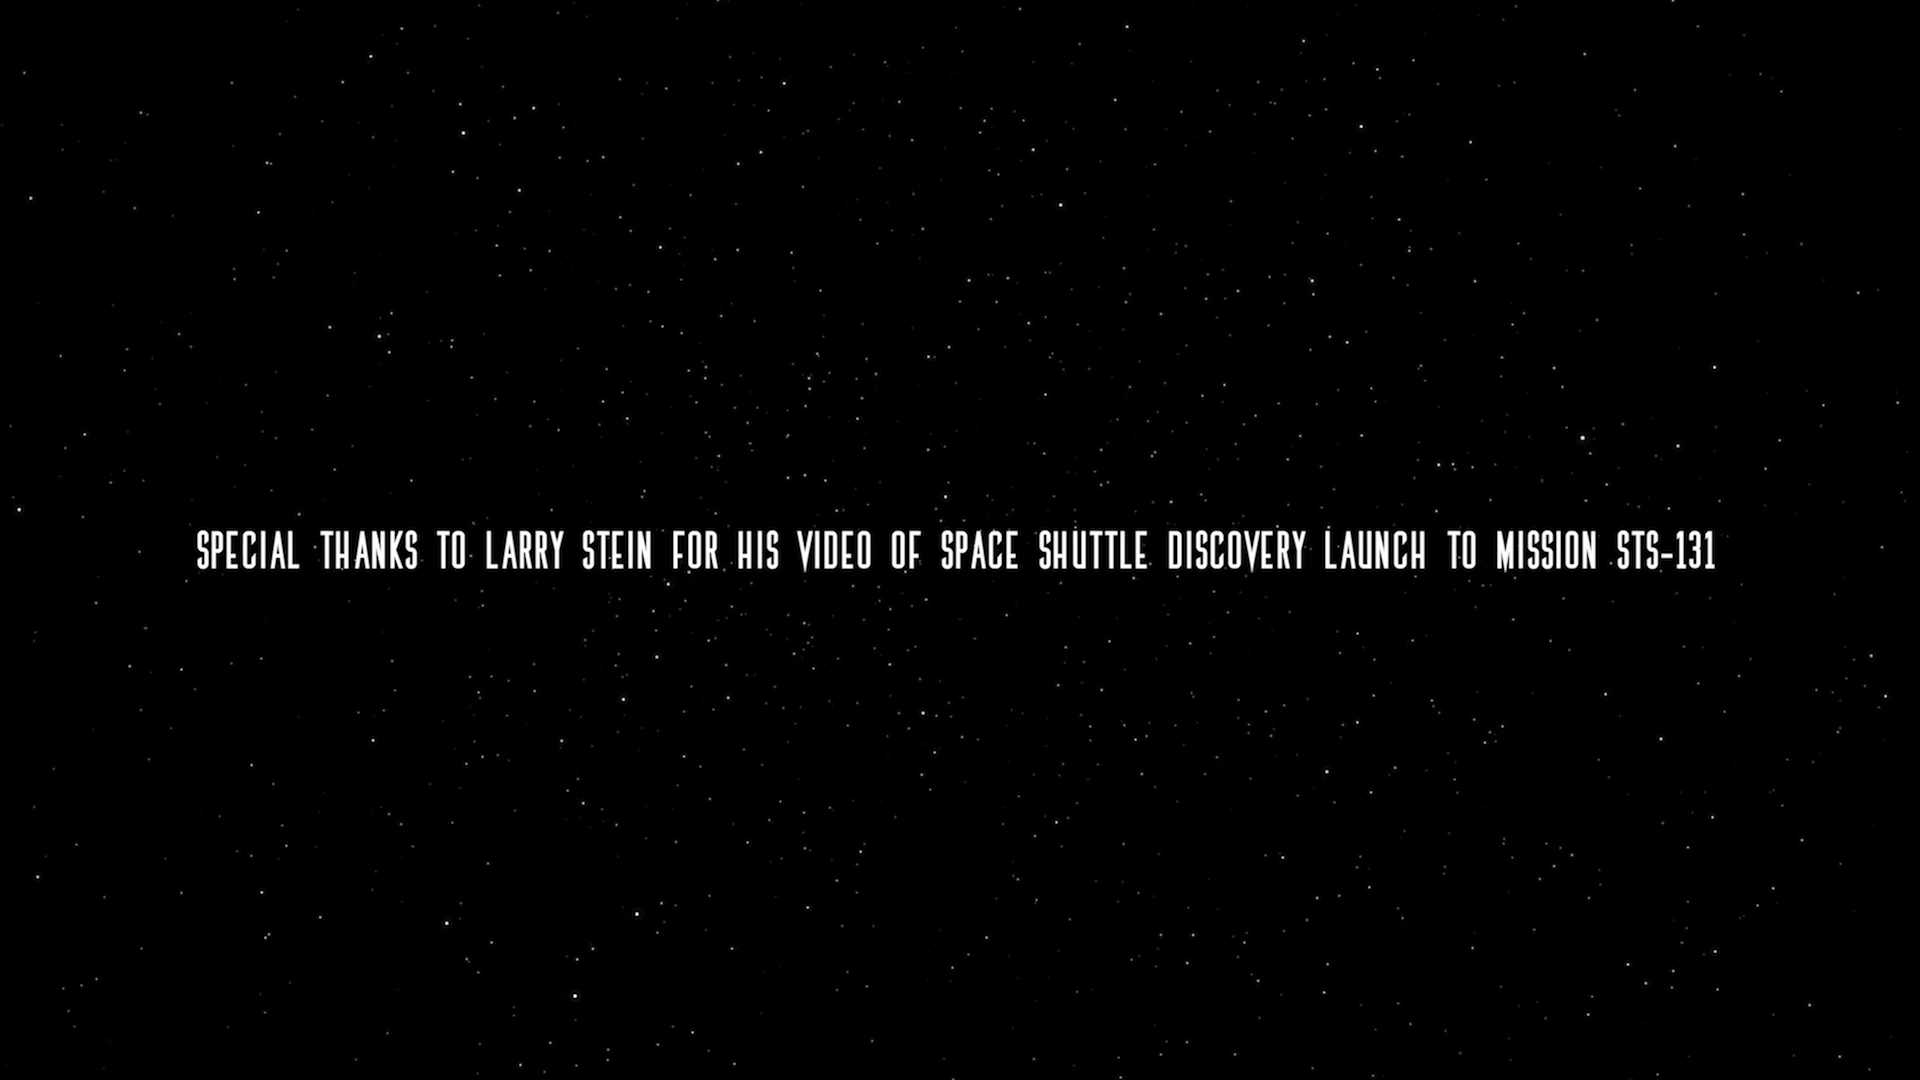 SPECIAL THANKS TO LARRY STEIN FOR HIS VIDEO OF SPACE SHUTTLE DISCOVERY LAUNCH TO MISSION STS-131